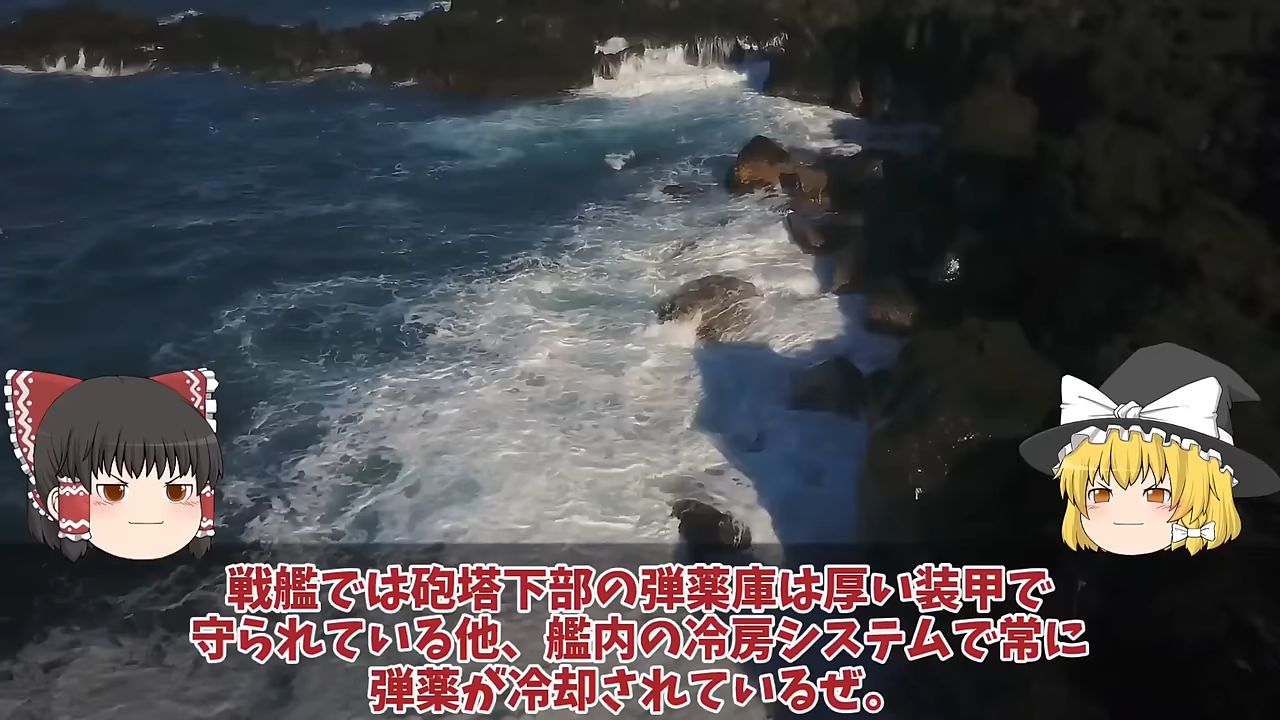 戦艦では砲塔下部の弾薬庫は厚い装甲で
守られている他、艦内の冷房システムで常に
弾薬が冷却されているぜ。